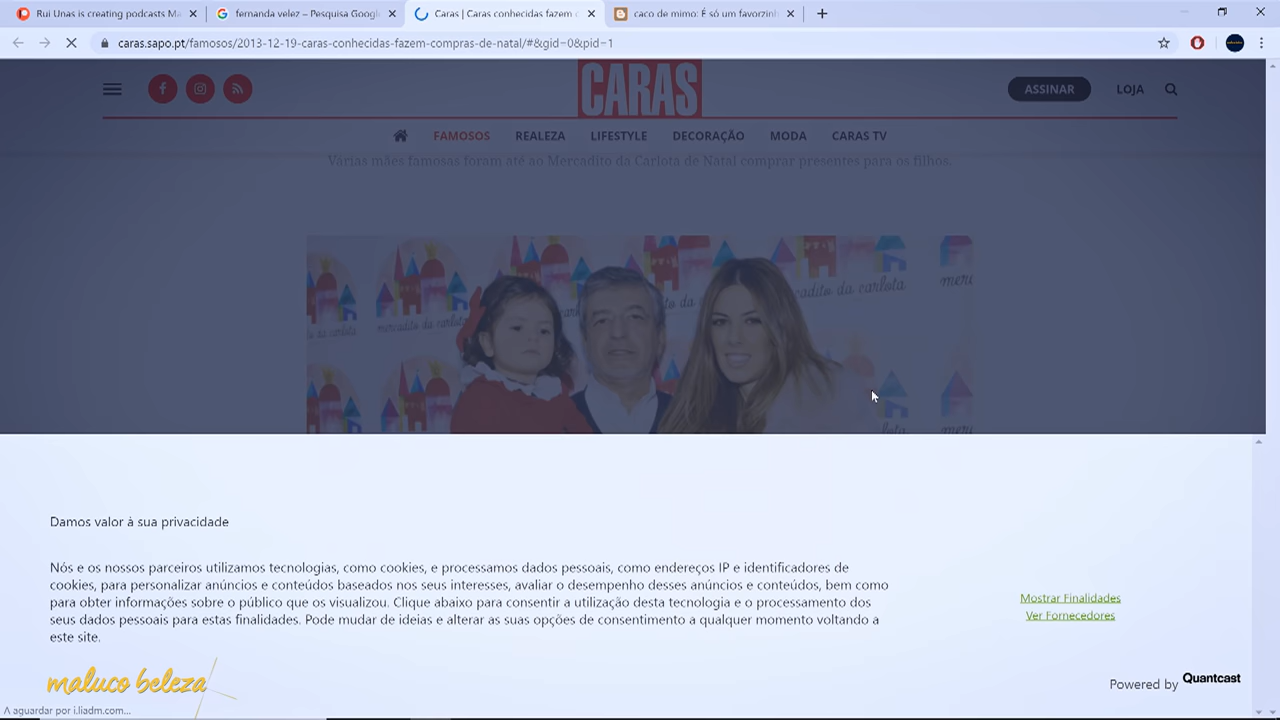 Rui Unas is creating podcasts Ma
fernanda velez – Pesquisa Google
Caras | Caras conhecidas fazem c
caco de mimo: É só um favorzinh
caras.sapo.pt/famosos/2013-12-19-caras-conhecidas-fazem-compras-de-natal/#&gid=0&pid=1
CARAS
ASSINAR
LOJA
FAMOSOS
REALEZA
LIFESTYLE
DECORAÇÃO
MODA
CARAS TV
Várias mães famosas foram até ao Mercadito da Carlota de Natal comprar presentes para os filhos.
mercadito da carlota
Damos valor à sua privacidade
Nós e os nossos parceiros utilizamos tecnologias, como cookies, e processamos dados pessoais, como endereços IP e identificadores de
cookies, para personalizar anúncios e conteúdos baseados nos seus interesses, avaliar o desempenho desses anúncios e conteúdos, bem como
para obter informações sobre o público que os visualizou. Clique abaixo para consentir a utilização desta tecnologia e o processamento dos
seus dados pessoais para estas finalidades. Pode mudar de ideias e alterar as suas opções de consentimento a qualquer momento voltando a
este site.
Mostrar Finalidades
Ver Fornecedores
maluco beleza
Powered by Quantcast
A aguardar por i.liadm.com...